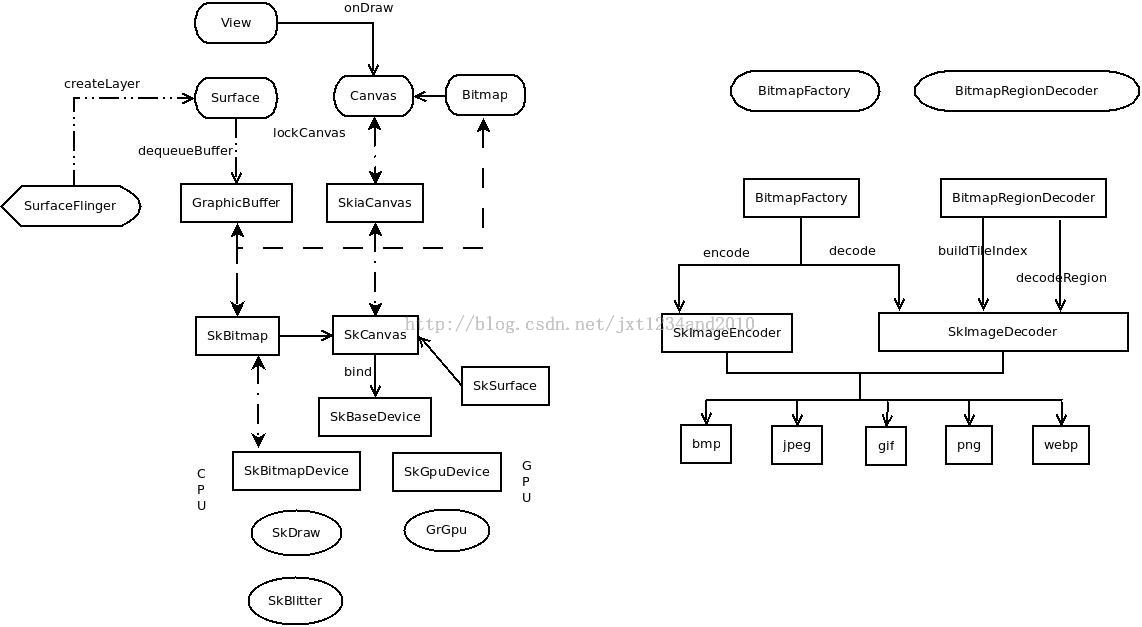 View
onDraw
createLayer
Surface
Canvas
Bitmap
BitmapFactory
BitmapRegionDecoder
lockCanvas
dequeueBuffer
SurfaceFlinger
GraphicBuffer
SkiaCanvas
BitmapFactory
BitmapRegionDecoder
encode
decode
buildTileIndex
decodeRegion
http://blog.csdn.net/jxt1234and2010
SkBitmap
SkCanvas
SkImageEncoder
SkImageDecoder
bind
SkSurface
SkBaseDevice
bmp
jpeg
gif
png
webp
CPU
SkBitmapDevice
SkGpuDevice
GPU
SkDraw
GrGpu
SkBlitter